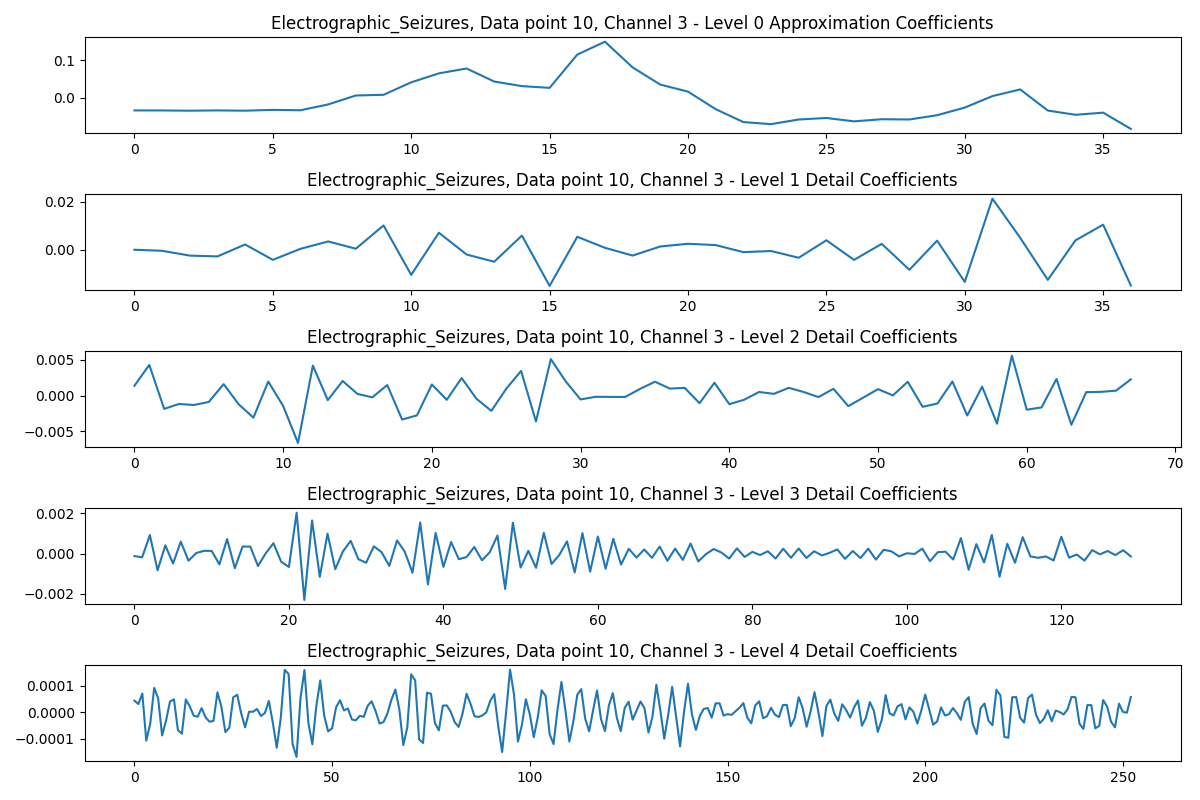 Electrographic_Seizures, Data point 10, Channel 3 - Level 0 Approximation Coefficients
0.1
0.0
0 5 10 15 20 25 30 35
Electrographic_Seizures, Data point 10, Channel 3 - Level 1 Detail Coefficients
0.02
0.00
0 5 10 15 20 25 30 35
Electrographic_Seizures, Data point 10, Channel 3 - Level 2 Detail Coefficients
0.005
0.000
−0.005
0 10 20 30 40 50 60 70
Electrographic_Seizures, Data point 10, Channel 3 - Level 3 Detail Coefficients
0.002
0.000
−0.002
0 20 40 60 80 100 120
Electrographic_Seizures, Data point 10, Channel 3 - Level 4 Detail Coefficients
0.0001
0.0000
−0.0001
0 50 100 150 200 250